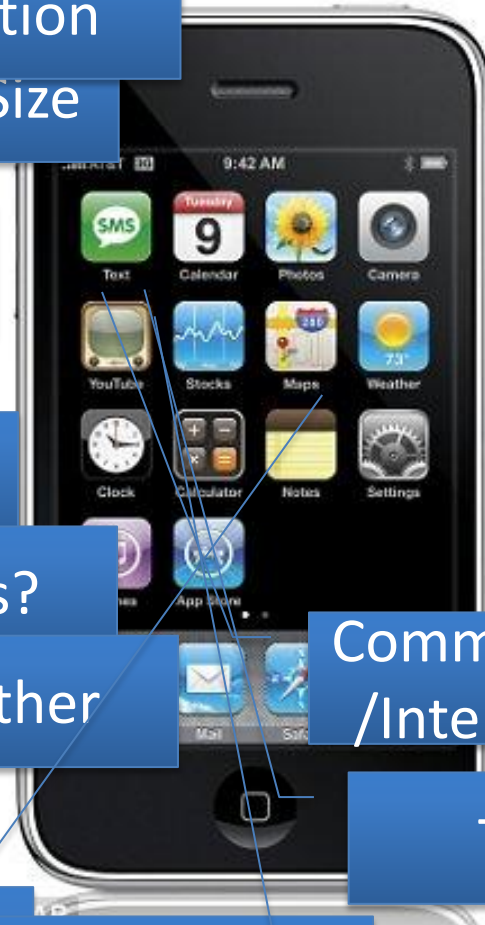 tion
Size
9:42 AM
SMS
Tuesday
9
Text
Calendar
Photos
Camera
280
73°
YouTube
Stocks
Maps
Weather
Clock
Calculator
Notes
Settings
App Store
s?
ther
Comm
/Inte
Mail